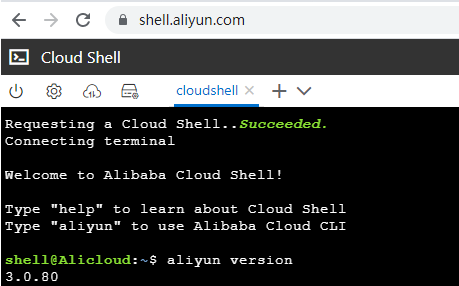 shell.aliyun.com
Cloud Shell
cloudshell
Requesting a Cloud Shell..Succeeded.
Connecting terminal
Welcome to Alibaba Cloud Shell!
Type "help" to learn about Cloud Shell
Type "aliyun" to use Alibaba Cloud CLI
shell@Alicloud:~$ aliyun version
3.0.80